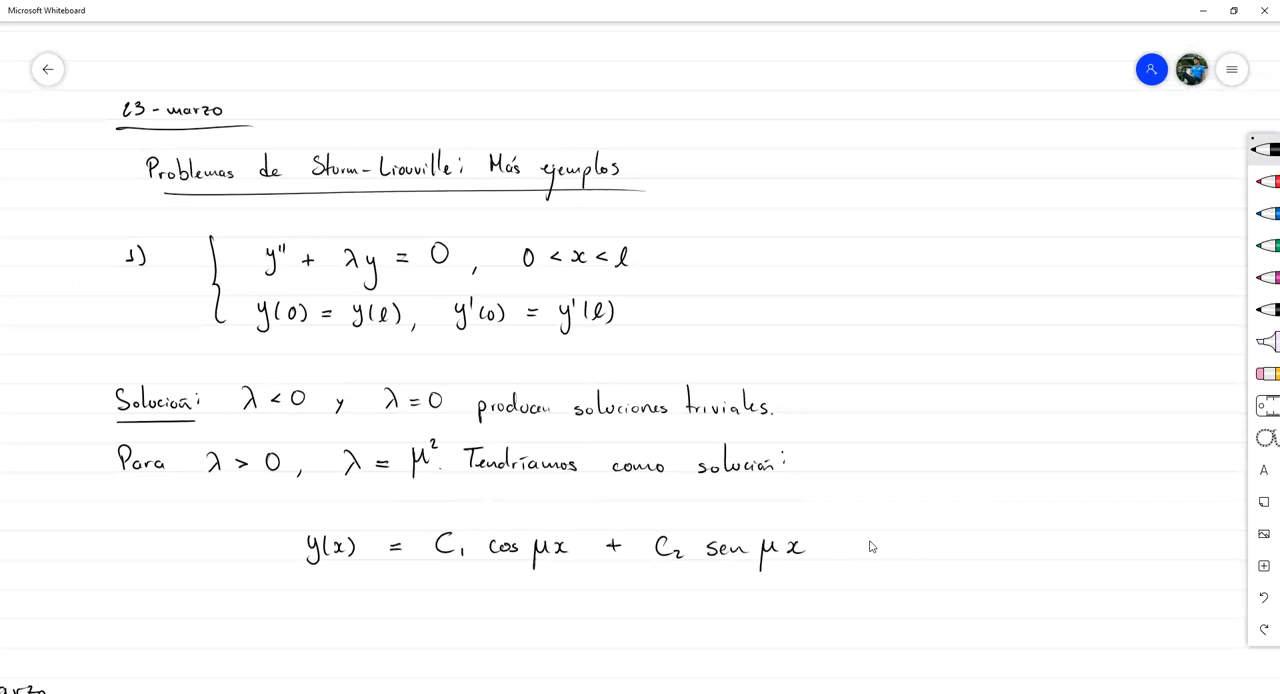 Microsoft Whiteboard
23 - marzo
Problemas de Sturm-Liouville: Más ejemplos
1) { y'' + λy = 0 , 0 < x < l
y(0) = y(l), y'(0) = y'(l)
Solución: λ < 0 y λ = 0 producen soluciones triviales.
Para λ > 0, λ = μ². Tendríamos como solución:
y(x) = C₁ cos μx + C₂ sen μx
A